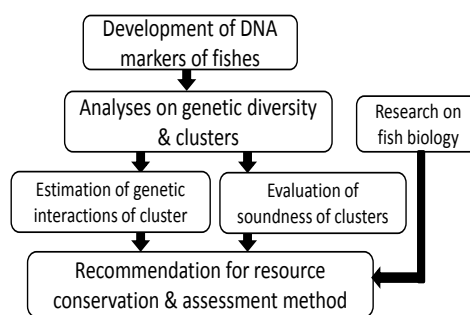 Development of DNA
markers of fishes
Analyses on genetic diversity
& clusters
Research on
fish biology
Estimation of genetic
interactions of cluster
Evaluation of
soundness of clusters
Recommendation for resource
conservation & assessment method